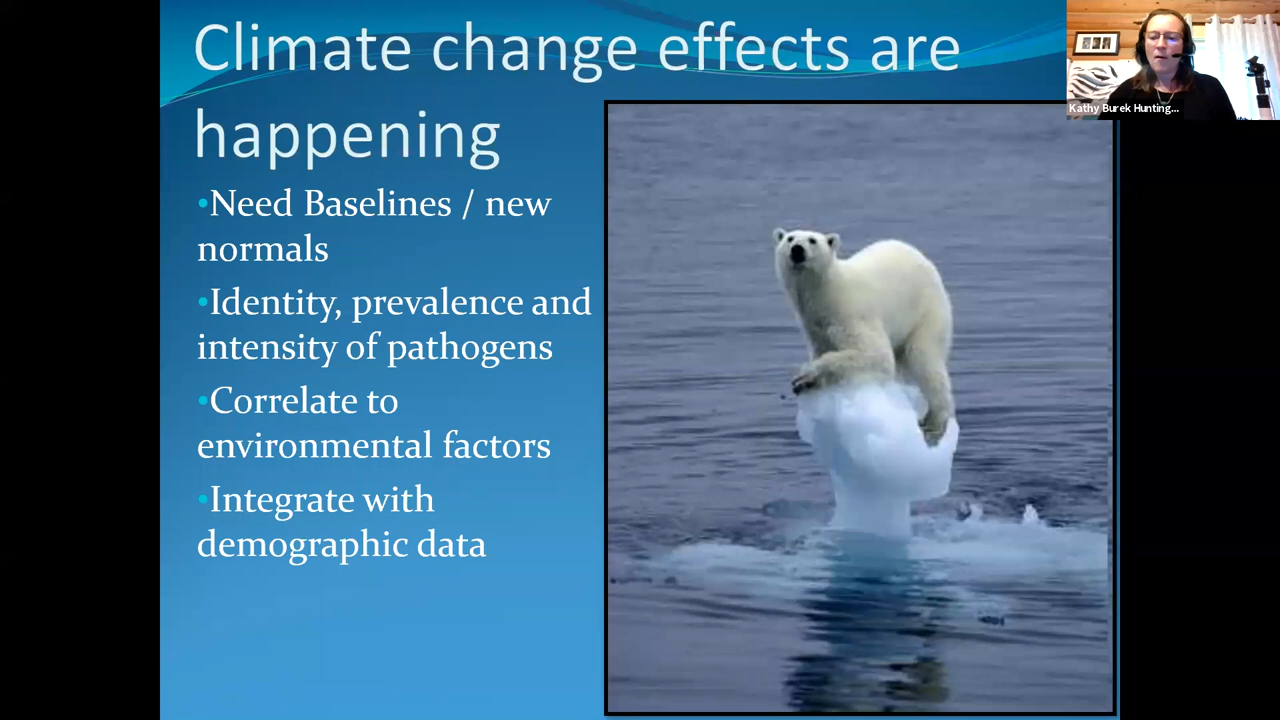 Climate change effects are
happening
•Need Baselines / new
normals
•Identity, prevalence and
intensity of pathogens
•Correlate to
environmental factors
•Integrate with
demographic data
Kathy Burek Hunting...